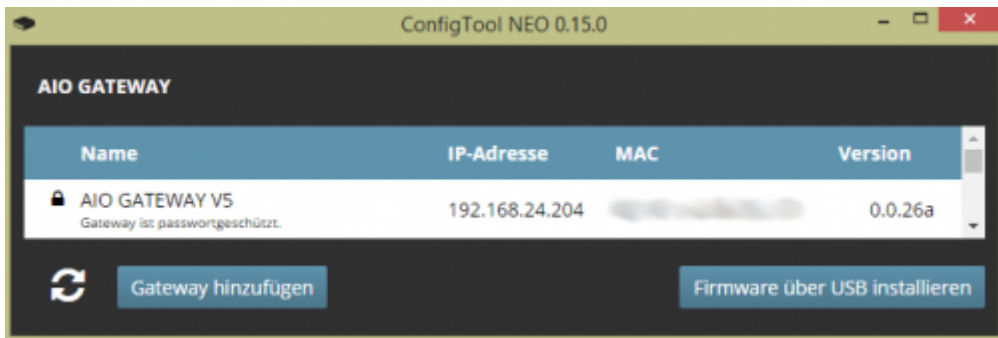 ConfigTool NEO 0.15.0
AIO GATEWAY
Name IP-Adresse MAC Version
AIO GATEWAY V5
Gateway ist passwortgeschützt.
192.168.24.204 0.0.26a
Gateway hinzufügen Firmware über USB installieren